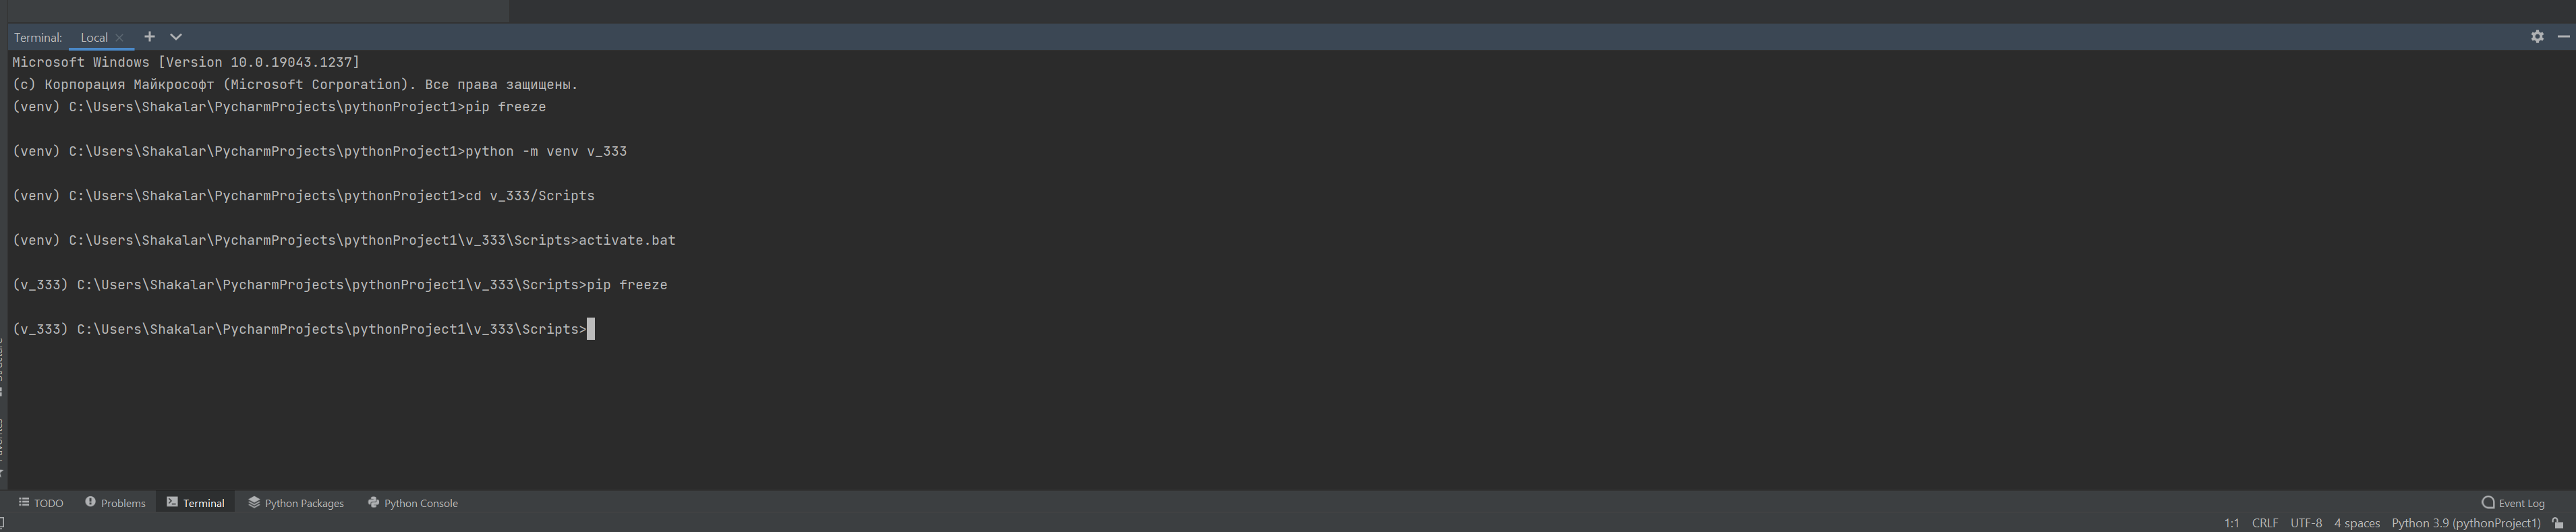 Terminal: Local
Microsoft Windows [Version 10.0.19043.1237]
(c) Корпорация Майкрософт (Microsoft Corporation). Все права защищены.
(venv) C:\Users\Shakalar\PycharmProjects\pythonProject1>pip freeze
(venv) C:\Users\Shakalar\PycharmProjects\pythonProject1>python -m venv v_333
(venv) C:\Users\Shakalar\PycharmProjects\pythonProject1>cd v_333/Scripts
(venv) C:\Users\Shakalar\PycharmProjects\pythonProject1\v_333\Scripts>activate.bat
(v_333) C:\Users\Shakalar\PycharmProjects\pythonProject1\v_333\Scripts>pip freeze
(v_333) C:\Users\Shakalar\PycharmProjects\pythonProject1\v_333\Scripts>
TODO Problems Terminal Python Packages Python Console Event Log
1:1 CRLF UTF-8 4 spaces Python 3.9 (pythonProject1)